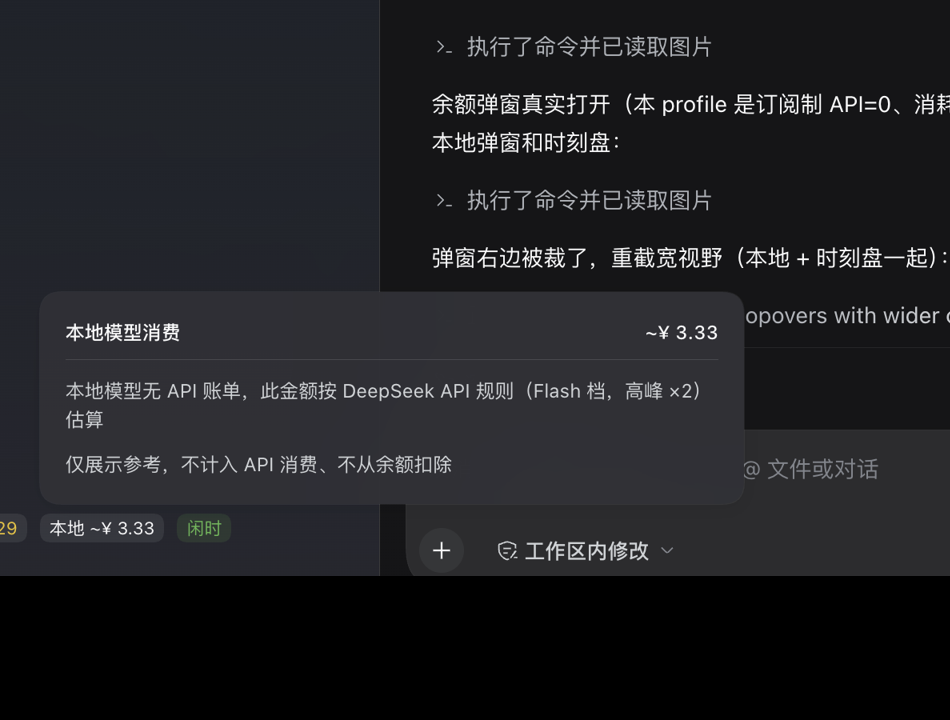 执行了命令并已读取图片
余额弹窗真实打开（本 profile 是订阅制 API=0、消耗
本地弹窗和时刻盘：
执行了命令并已读取图片
弹窗右边被裁了，重截宽视野（本地 + 时刻盘一起）：
opovers with wider
本地模型消费 ~¥ 3.33
本地模型无 API 账单，此金额按 DeepSeek API 规则（Flash 档，高峰 ×2）
估算
仅展示参考，不计入 API 消费、不从余额扣除
@ 文件或对话
29 本地 ~¥ 3.33 闲时
工作区内修改